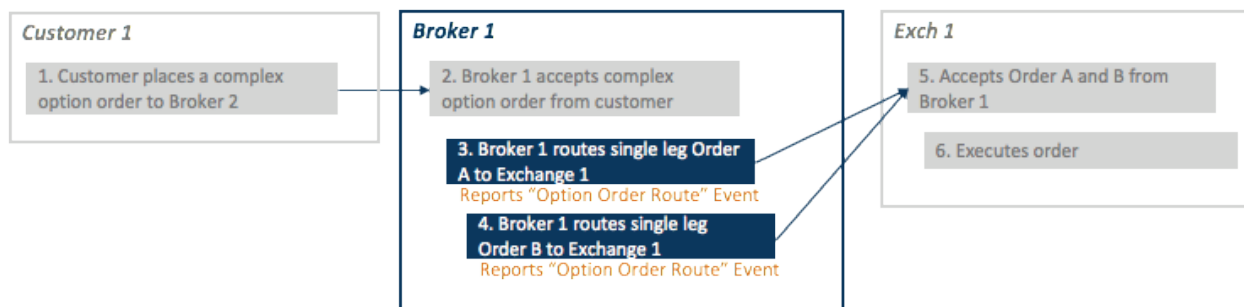 Customer 1
1. Customer places a complex
option order to Broker 2
Broker 1
2. Broker 1 accepts complex
option order from customer
3. Broker 1 routes single leg Order
A to Exchange 1
Reports “Option Order Route” Event
4. Broker 1 routes single leg
Order B to Exchange 1
Reports “Option Order Route” Event
Exch 1
5. Accepts Order A and B from
Broker 1
6. Executes order